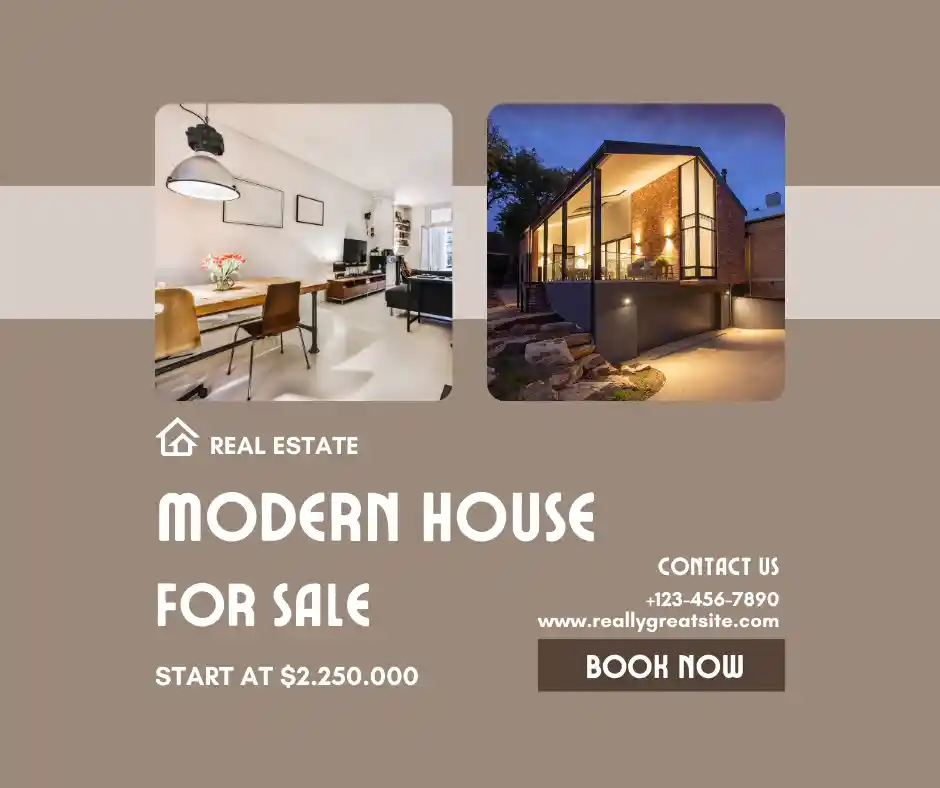 REAL ESTATE
MODERN HOUSE
FOR SALE
START AT $2.250.000
CONTACT US
+123-456-7890
www.reallygreatsite.com
BOOK NOW